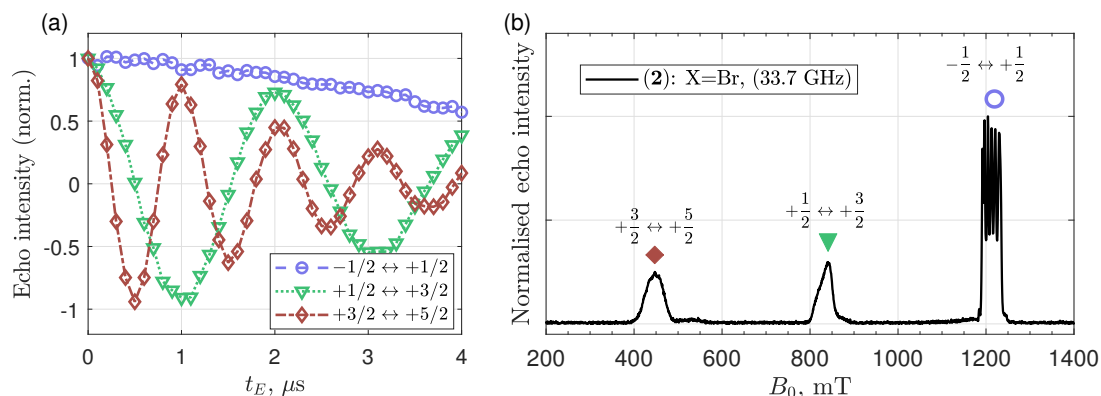 (a)
Echo intensity (norm.)
1
0.5
0
-0.5
-1
0 1 2 3 4
t_E, μs
−1/2 ↔ +1/2
+1/2 ↔ +3/2
+3/2 ↔ +5/2
(b)
Normalised echo intensity
(2): X=Br, (33.7 GHz)
−1/2 ↔ +1/2
+1/2 ↔ +3/2
+3/2 ↔ +5/2
200 400 600 800 1000 1200 1400
B_0, mT